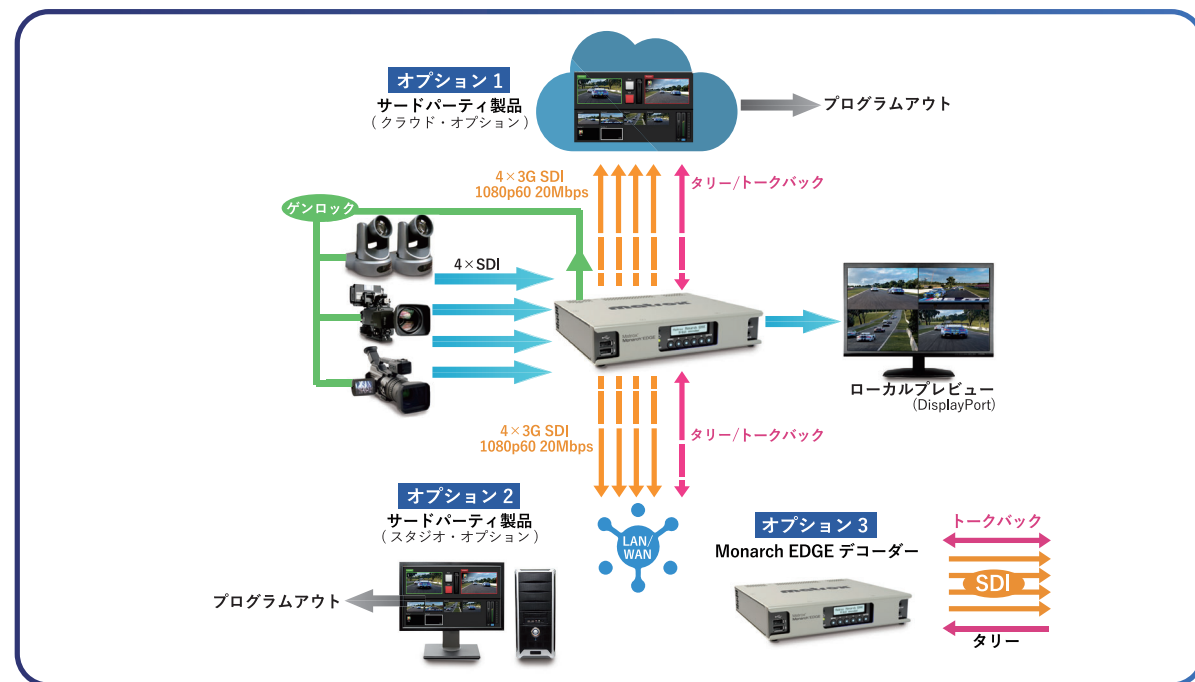 オプション 1
サードパーティ製品
( クラウド・オプション )
プログラムアウト
4×3G SDI
1080p60 20Mbps
タリー/トークバック
ゲンロック
4×SDI
matrox
Matrox
Monarch EDGE
ローカルプレビュー
(DisplayPort)
4×3G SDI
1080p60 20Mbps
タリー/トークバック
オプション 2
サードパーティ製品
( スタジオ・オプション )
プログラムアウト
LAN/
WAN
オプション 3
Monarch EDGE デコーダー
matrox
Monarch EDGE
トークバック
SDI
タリー